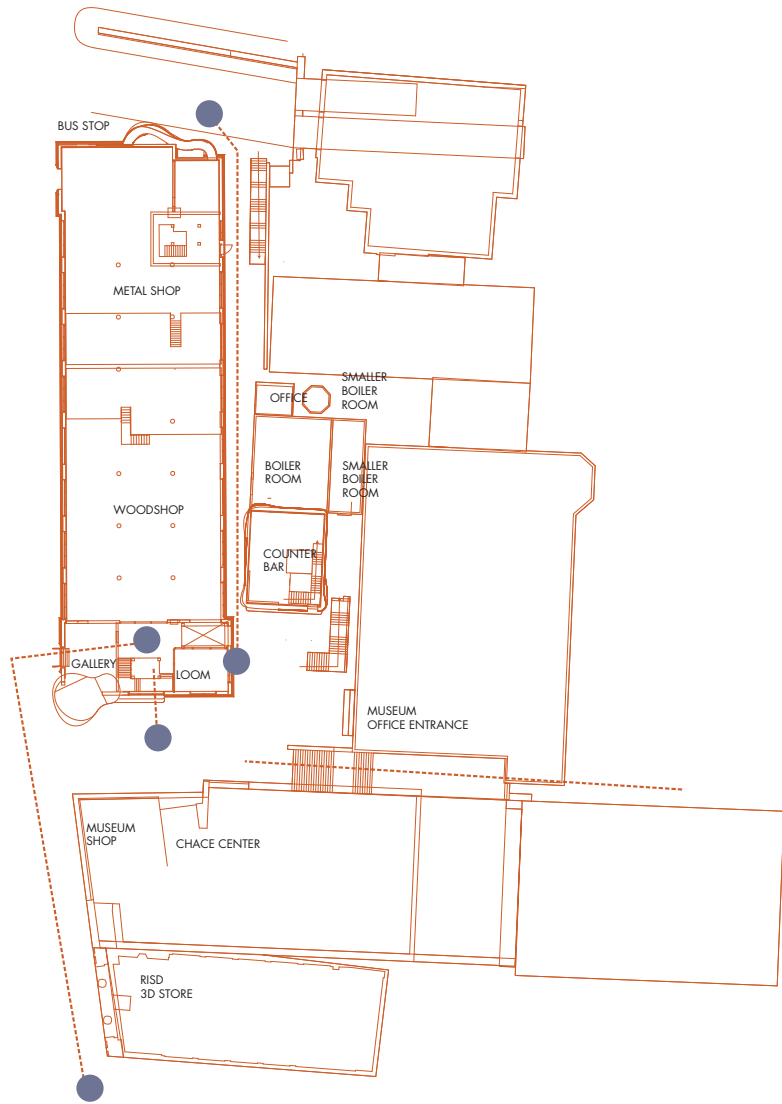 BUS STOP
METAL SHOP
SMALLER
BOILER
ROOM
OFFICE
BOILER
ROOM
SMALLER
BOILER
ROOM
WOODSHOP
COUNTER
BAR
GALLERY
LOOM
MUSEUM
OFFICE ENTRANCE
MUSEUM
SHOP
CHACE CENTER
RISD
3D STORE